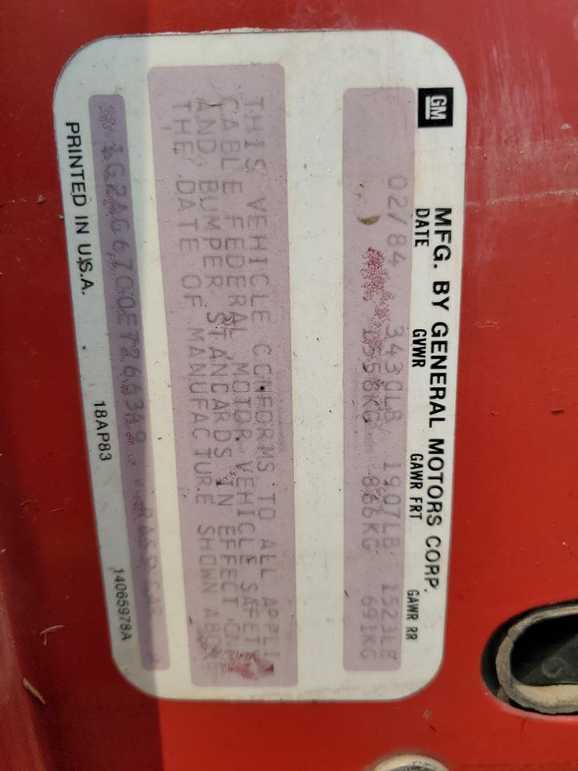 GM
MFG. BY GENERAL MOTORS CORP.
DATE GVWR GAWR FRT GAWR RR
02/84 3430LB 1907LB 1523LB
1556KG 866KG 691KG
THIS VEHICLE CONFORMS TO ALL APPLI
CABLE FEDERAL MOTOR VEHICLE SAFETY
AND BUMPER STANDARDS IN EFFECT ON
THE DATE OF MANUFACTURE SHOWN ABOVE
PRINTED IN U.S.A. 18AP83 14065978A